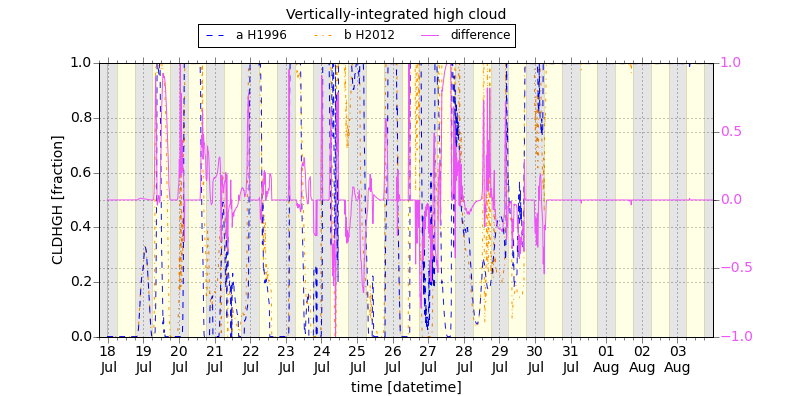 Vertically-integrated high cloud
a H1996 b H2012 difference
CLDHGH [fraction]
1.0 0.8 0.6 0.4 0.2 0.0
1.0 0.5 0.0 −0.5 −1.0
18 19 20 21 22 23 24 25 26 27 28 29 30 31 01 02 03
Jul Jul Jul Jul Jul Jul Jul Jul Jul Jul Jul Jul Jul Jul Aug Aug Aug
time [datetime]